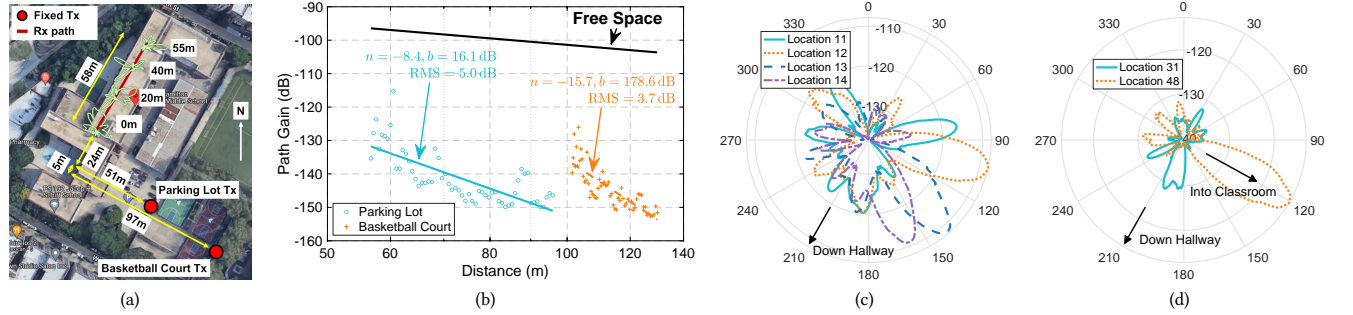 Fixed Tx
Rx path
55m
40m
58m
20m
N
0m
24m
5m
51m
Parking Lot Tx
97m
Basketball Court Tx
(a)
-90
-100
-110
-120
-130
-140
-150
-160
Path Gain (dB)
Free Space
n = −8.4, b = 16.1 dB
RMS = 5.0 dB
n = −15.7, b = 178.6 dB
RMS = 3.7 dB
Parking Lot
Basketball Court
50 60 80 100 120 140
Distance (m)
(b)
330 0 30
Location 11
Location 12
Location 13
Location 14
-110
-120
-130
300 60
270 90
240 120
Down Hallway
210 180 150
(c)
330 0 30
Location 31
Location 48
-110
-120
-130
300 60
270 90
Into Classroom
240 120
Down Hallway
210 180 150
(d)